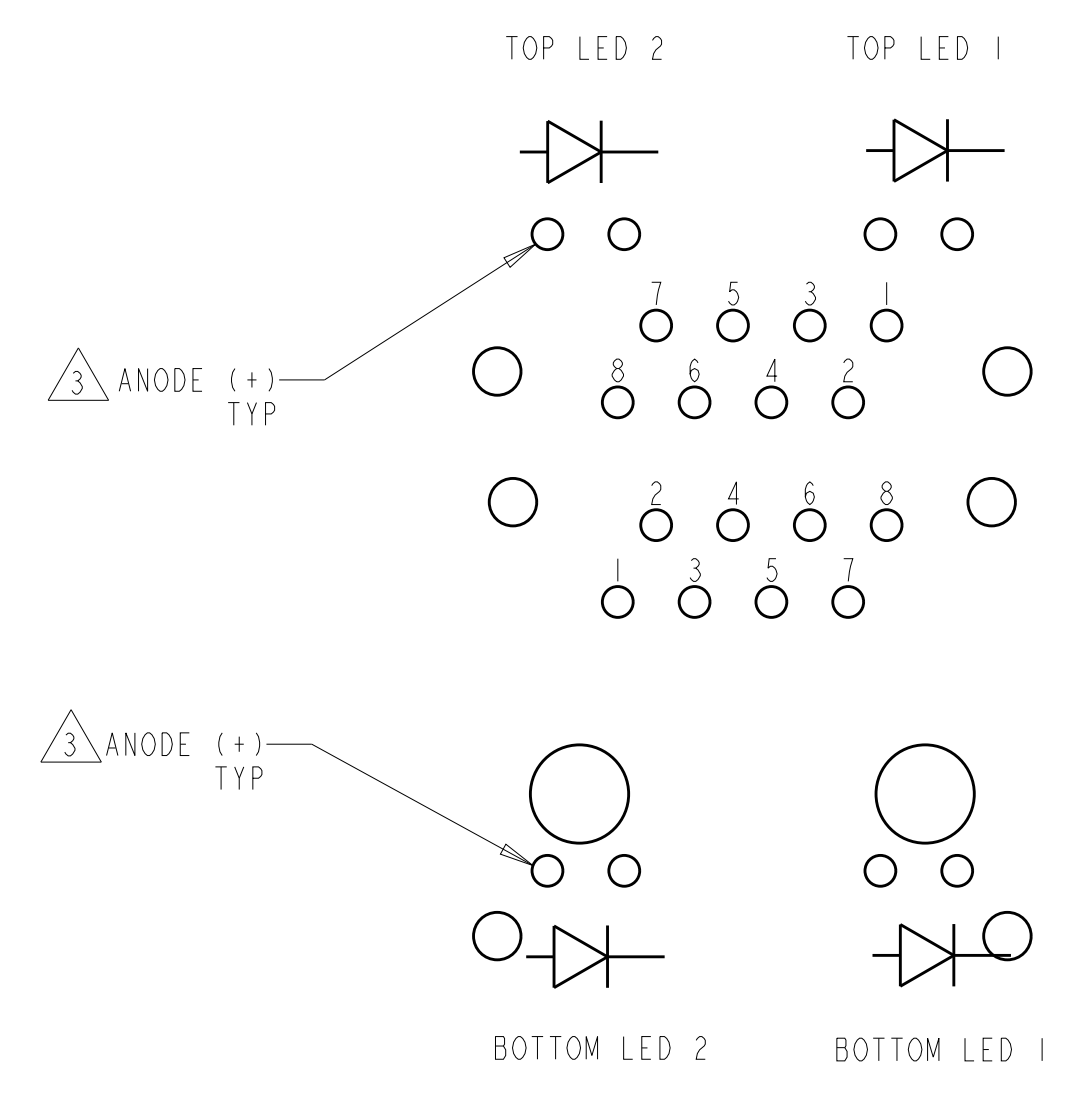 TOP LED 2 TOP LED 1
7 5 3 1
8 6 4 2
3 ANODE (+)
TYP
2 4 6 8
1 3 5 7
3 ANODE (+)
TYP
BOTTOM LED 2 BOTTOM LED 1